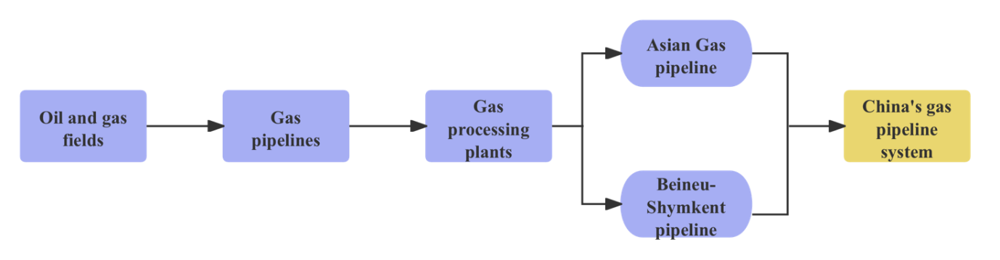 Oil and gas
fields
Gas
pipelines
Gas
processing
plants
Asian Gas
pipeline
Beineu-
Shymkent
pipeline
China's gas
pipeline
system